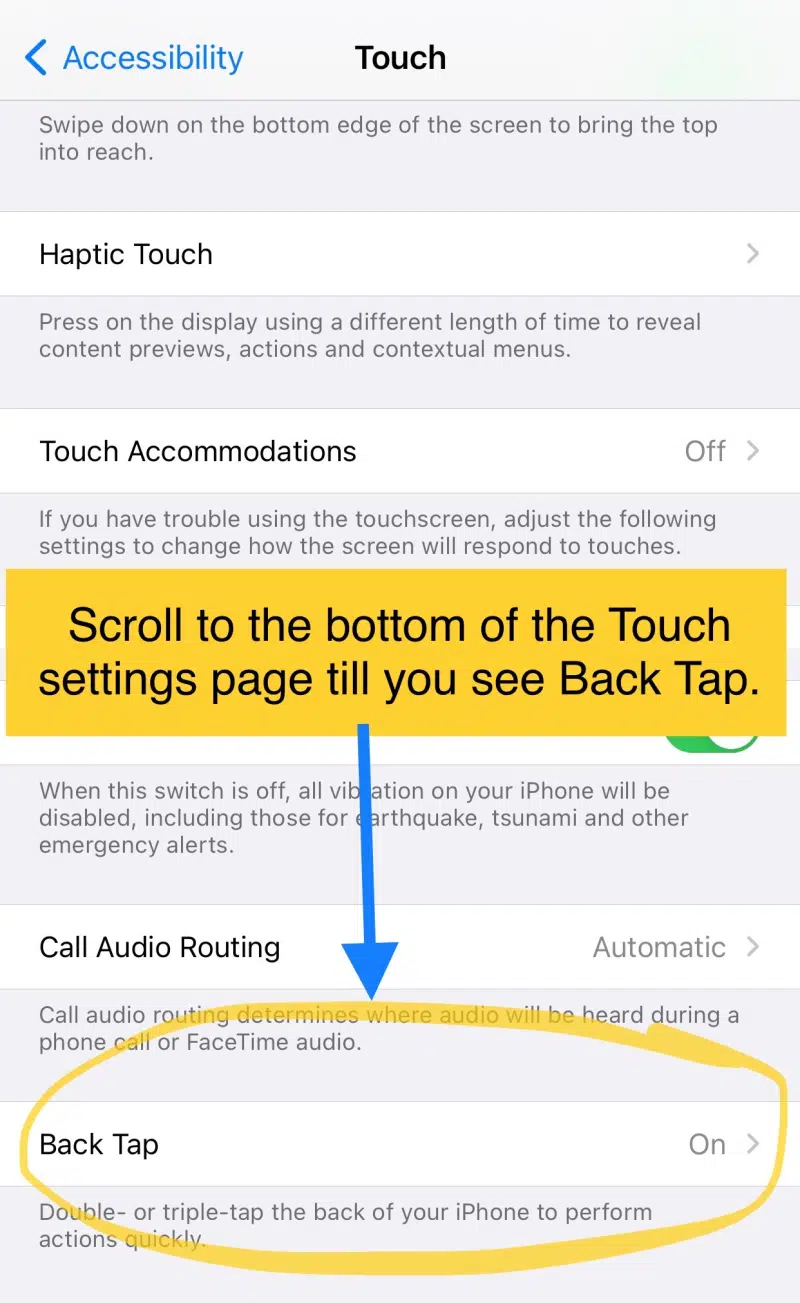 Accessibility
Touch
Swipe down on the bottom edge of the screen to bring the top
into reach.
Haptic Touch
Press on the display using a different length of time to reveal
content previews, actions and contextual menus.
Touch Accommodations
Off
If you have trouble using the touchscreen, adjust the following
settings to change how the screen will respond to touches.
Scroll to the bottom of the Touch
settings page till you see Back Tap.
When this switch is off, all vibration on your iPhone will be
disabled, including those for earthquake, tsunami and other
emergency alerts.
Call Audio Routing
Automatic
Call audio routing determines where audio will be heard during a
phone call or FaceTime audio.
Back Tap
On
Double- or triple-tap the back of your iPhone to perform
actions quickly.